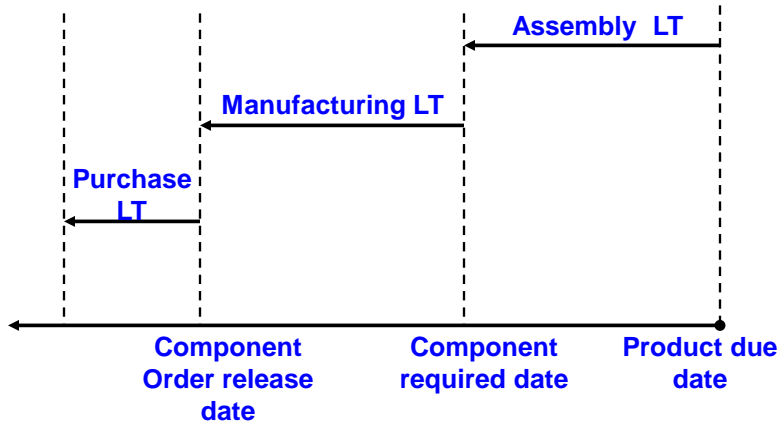 Assembly LT
Manufacturing LT
Purchase
LT
Component
Order release
date
Component
required date
Product due
date